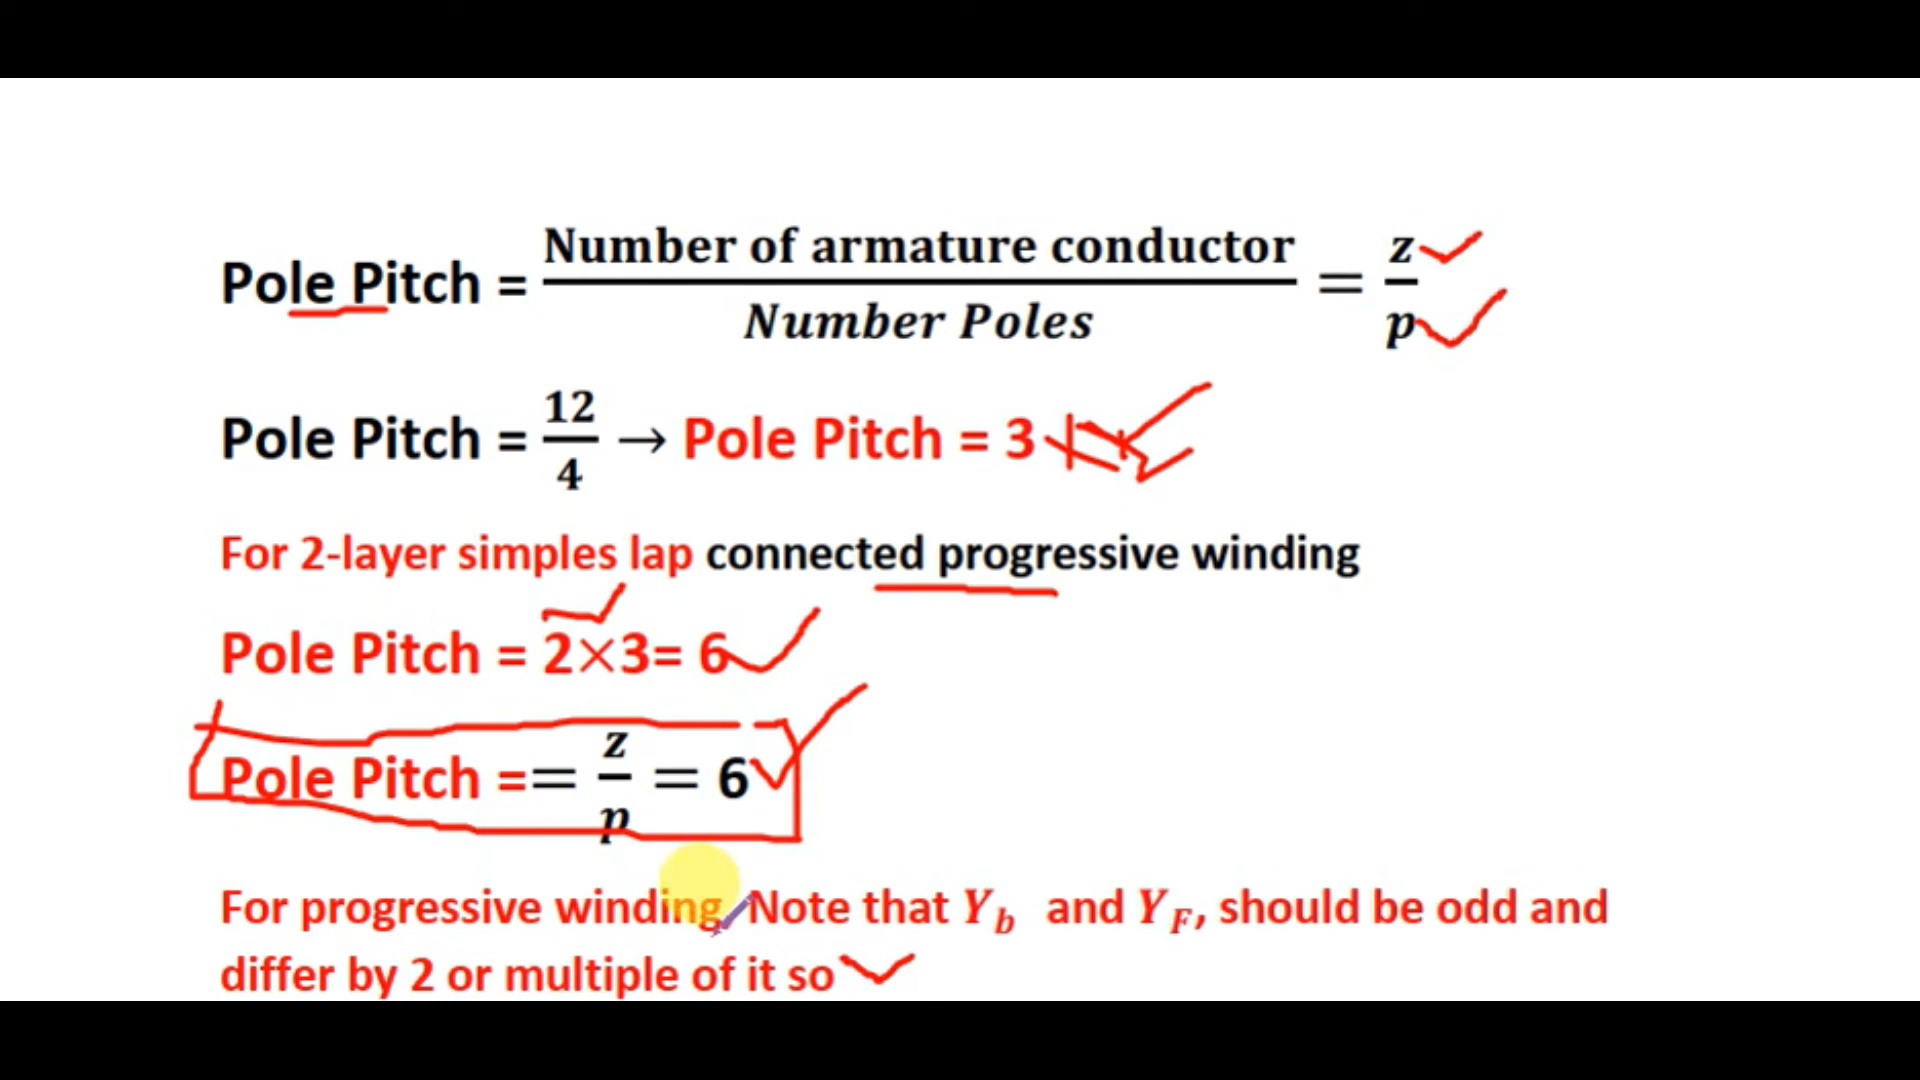 Pole Pitch = Number of armature conductor / Number Poles = z / p
Pole Pitch = 12 / 4 → Pole Pitch = 3
For 2-layer simples lap connected progressive winding
Pole Pitch = 2×3= 6
Pole Pitch == z / p = 6
For progressive winding, Note that Y_b and Y_F, should be odd and
differ by 2 or multiple of it so